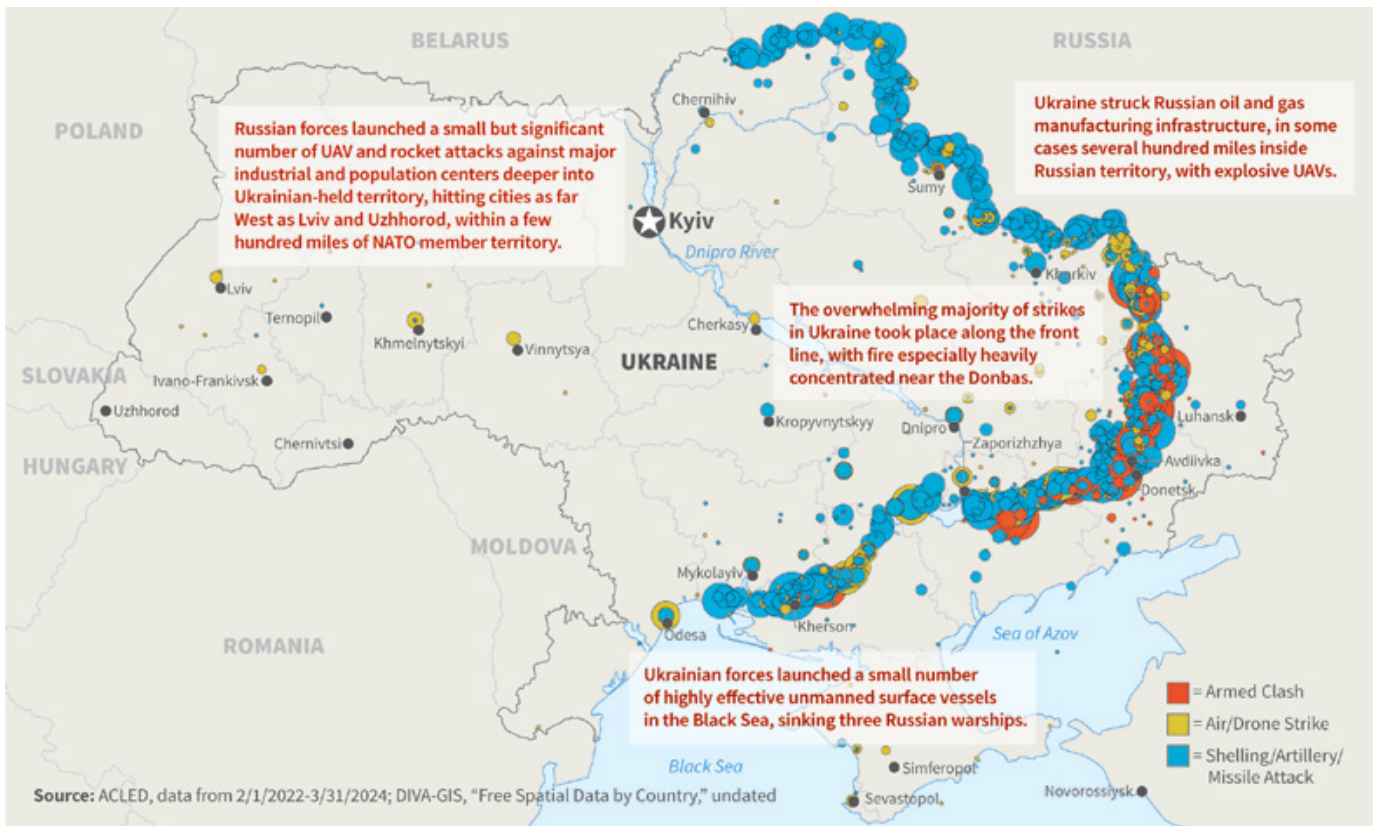 BELARUS
RUSSIA
POLAND
Chernihiv
Russian forces launched a small but significant
number of UAV and rocket attacks against major
industrial and population centers deeper into
Ukrainian-held territory, hitting cities as far
West as Lviv and Uzhhorod, within a few
hundred miles of NATO member territory.
Ukraine struck Russian oil and gas
manufacturing infrastructure, in some
cases several hundred miles inside
Russian territory, with explosive UAVs.
Sumy
Kyiv
Dnipro River
Kharkiv
Lviv
Ternopil
Khmelnytskyi
Vinnytsya
Cherkasy
The overwhelming majority of strikes
in Ukraine took place along the front
line, with fire especially heavily
concentrated near the Donbas.
UKRAINE
SLOVAKIA
Ivano-Frankivsk
Uzhhorod
Chernivtsi
Kropyvnytskyy
Dnipro
Luhansk
Zaporizhzhya
Avdiivka
Donetsk
HUNGARY
MOLDOVA
Mykolayiv
Kherson
Odesa
ROMANIA
Sea of Azov
Ukrainian forces launched a small number
of highly effective unmanned surface vessels
in the Black Sea, sinking three Russian warships.
= Armed Clash
= Air/Drone Strike
= Shelling/Artillery/
Missile Attack
Black Sea
Simferopol
Sevastopol
Novorossiysk
Source: ACLED, data from 2/1/2022-3/31/2024; DIVA-GIS, “Free Spatial Data by Country,” undated